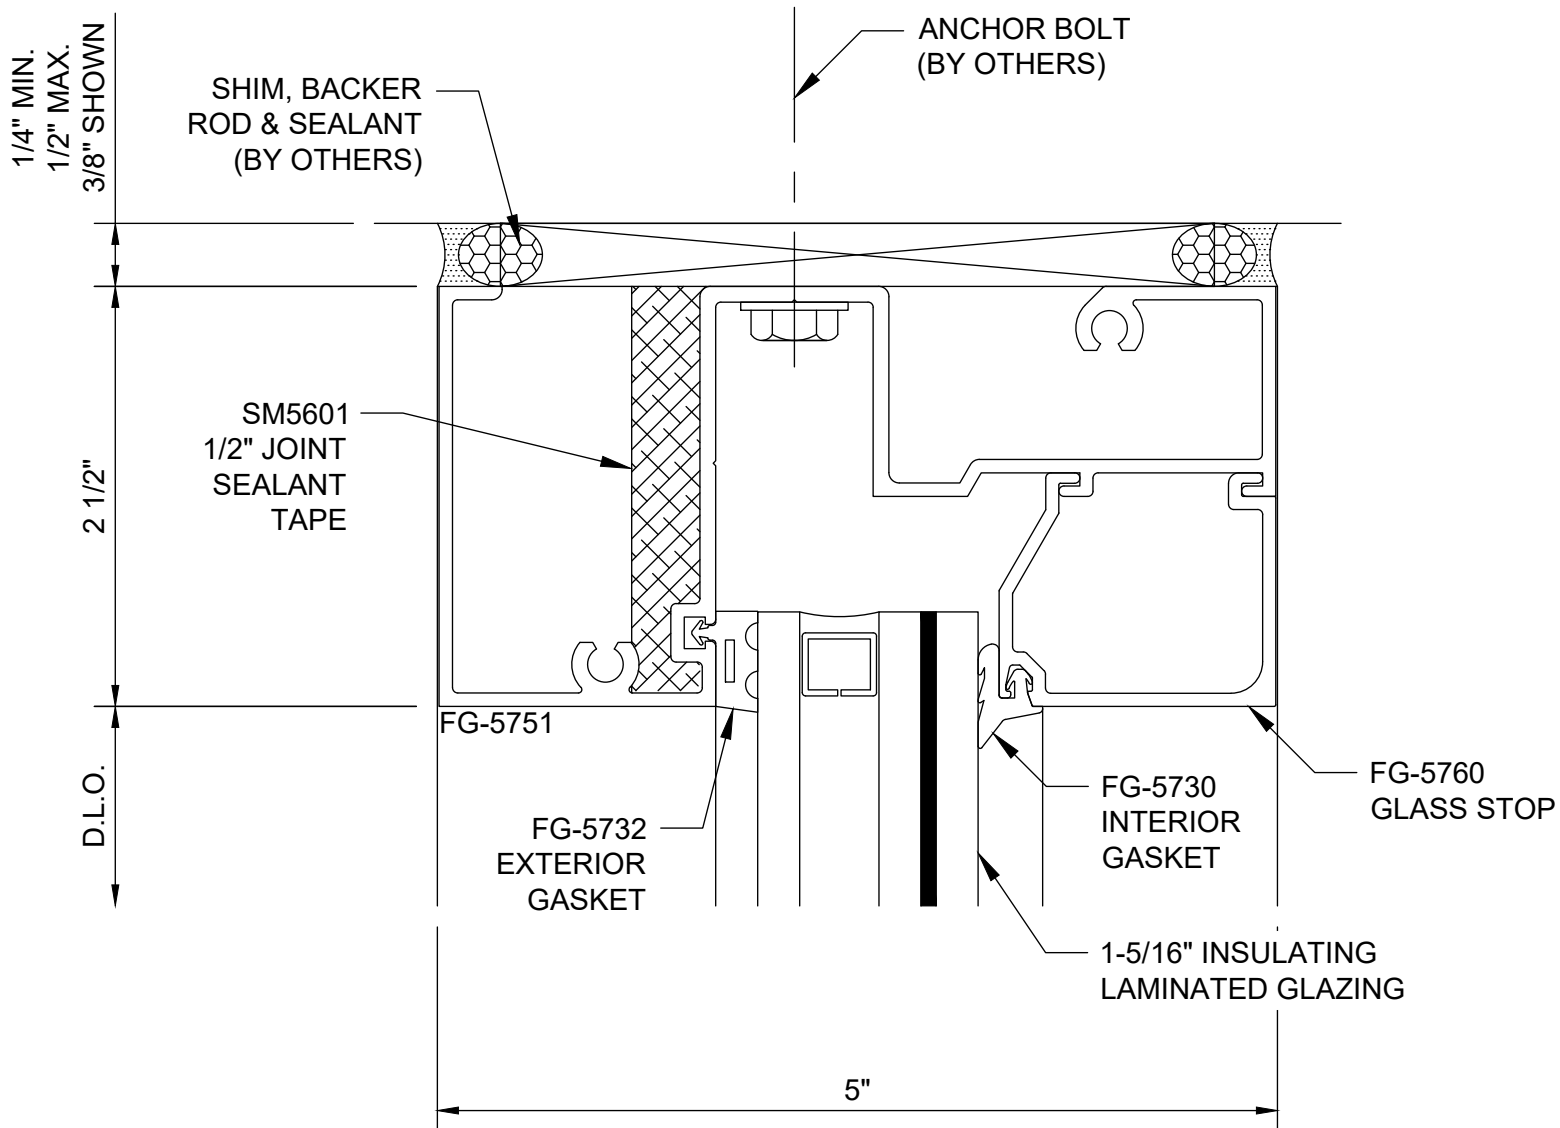 1/4" MIN.
1/2" MAX.
3/8" SHOWN
ANCHOR BOLT
(BY OTHERS)
SHIM, BACKER
ROD & SEALANT
(BY OTHERS)
SM5601
1/2" JOINT
SEALANT
TAPE
2 1/2"
FG-5751
D.L.O.
FG-5732
EXTERIOR
GASKET
FG-5730
INTERIOR
GASKET
FG-5760
GLASS STOP
1-5/16" INSULATING
LAMINATED GLAZING
5"